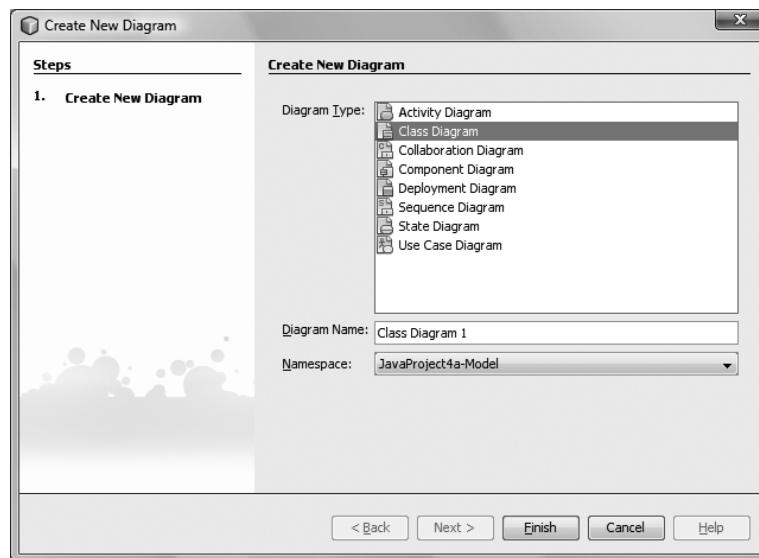 Create New Diagram
Steps
1. Create New Diagram
Create New Diagram
Diagram Type:
Activity Diagram
Class Diagram
Collaboration Diagram
Component Diagram
Deployment Diagram
Sequence Diagram
State Diagram
Use Case Diagram
Diagram Name: Class Diagram 1
Namespace: JavaProject4a-Model
< Back Next > Finish Cancel Help